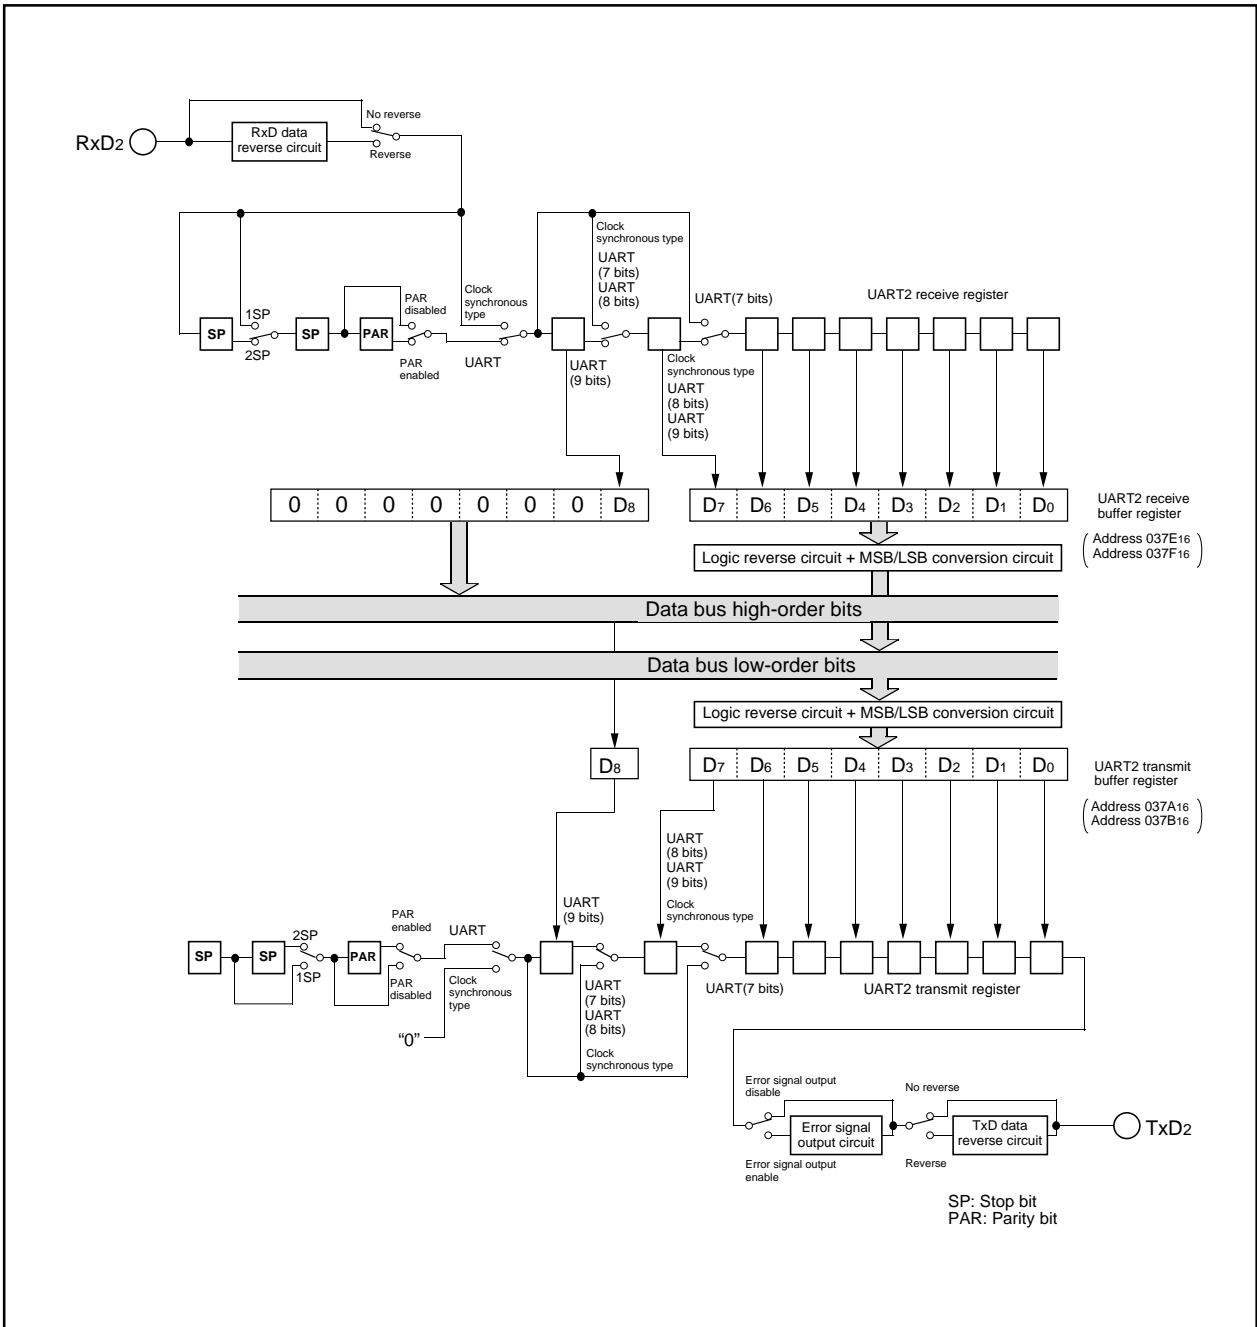 No reverse
RxD2
RxD data
reverse circuit
Reverse
Clock
synchronous type
UART
(7 bits)
UART
(8 bits)
1SP
PAR
disabled
Clock
synchronous
type
UART(7 bits)
UART2 receive register
SP
SP
PAR
2SP
PAR
enabled
UART
UART
(9 bits)
Clock
synchronous type
UART
(8 bits)
UART
(9 bits)
0 0 0 0 0 0 0 D8
D7 D6 D5 D4 D3 D2 D1 D0
UART2 receive
buffer register
Address 037E16
Address 037F16
Logic reverse circuit + MSB/LSB conversion circuit
Data bus high-order bits
Data bus low-order bits
Logic reverse circuit + MSB/LSB conversion circuit
D8
D7 D6 D5 D4 D3 D2 D1 D0
UART2 transmit
buffer register
Address 037A16
Address 037B16
UART
(8 bits)
UART
(9 bits)
Clock
synchronous type
UART
(9 bits)
PAR
enabled
2SP
UART
SP
SP
PAR
1SP
PAR
disabled
Clock
synchronous
type
“0”
UART
(7 bits)
UART
(8 bits)
Clock
synchronous type
UART(7 bits)
UART2 transmit register
Error signal output
disable
No reverse
Error signal
output circuit
TxD data
reverse circuit
TxD2
Error signal output
enable
Reverse
SP: Stop bit
PAR: Parity bit